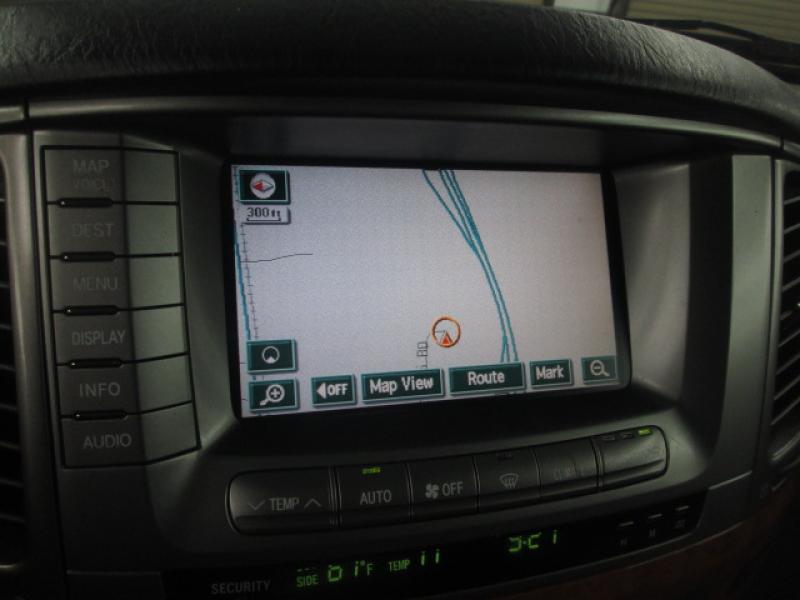 MAP
VOICE
DEST
MENU
DISPLAY
INFO
AUDIO
300ft
RD
OFF
Map View
Route
Mark
TEMP
AUTO
OFF
SECURITY
SIDE
°F
TEMP